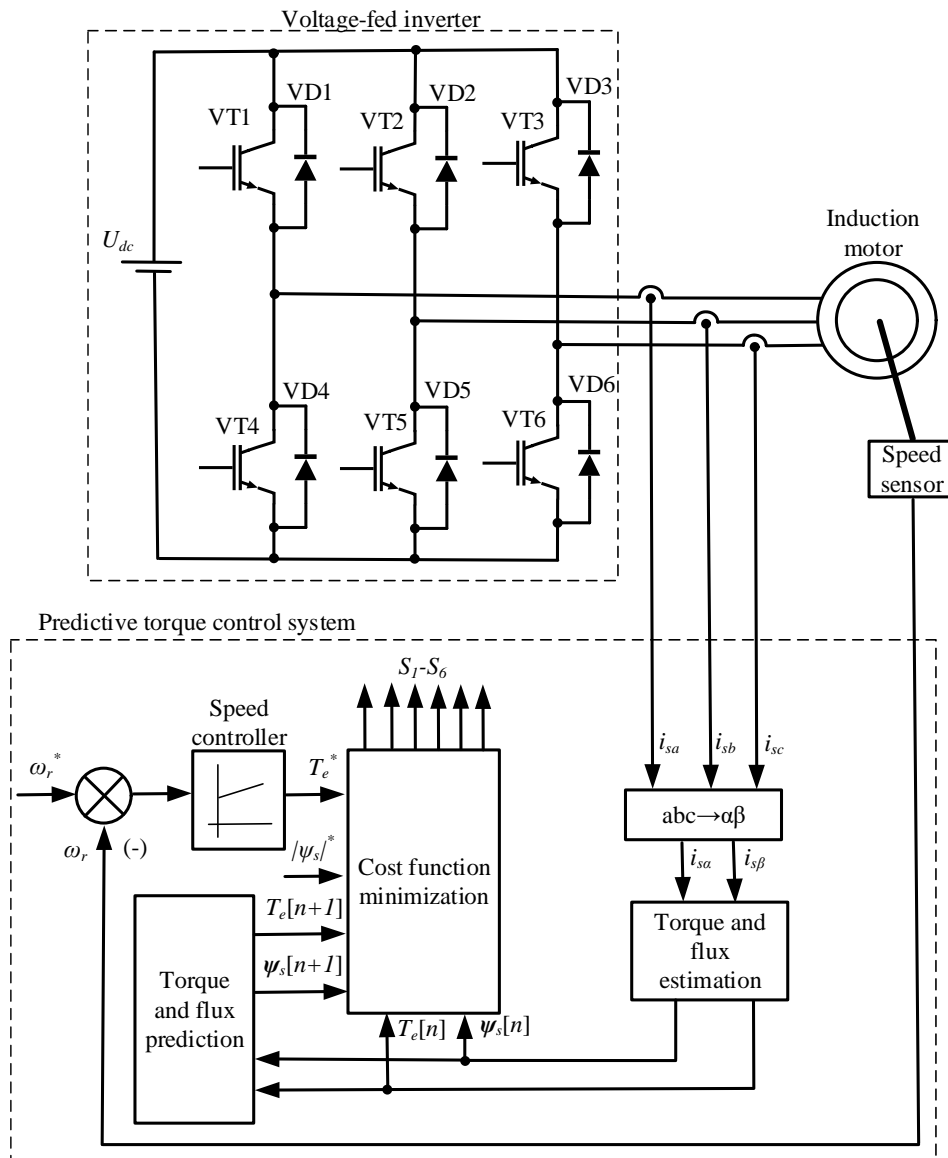 Voltage-fed inverter
VD1
VD2
VD3
VT1
VT2
VT3
U_dc
Induction
motor
VD4
VD5
VD6
VT4
VT5
VT6
Speed
sensor
Predictive torque control system
S_1-S_6
Speed
controller
i_sa
i_sb
i_sc
ω_r^*
T_e^*
abc→αβ
ω_r
(-)
|ψ_s|^*
Cost function
minimization
i_sα
i_sβ
T_e[n+1]
ψ_s[n+1]
Torque and
flux
estimation
Torque
and flux
prediction
T_e[n]
ψ_s[n]